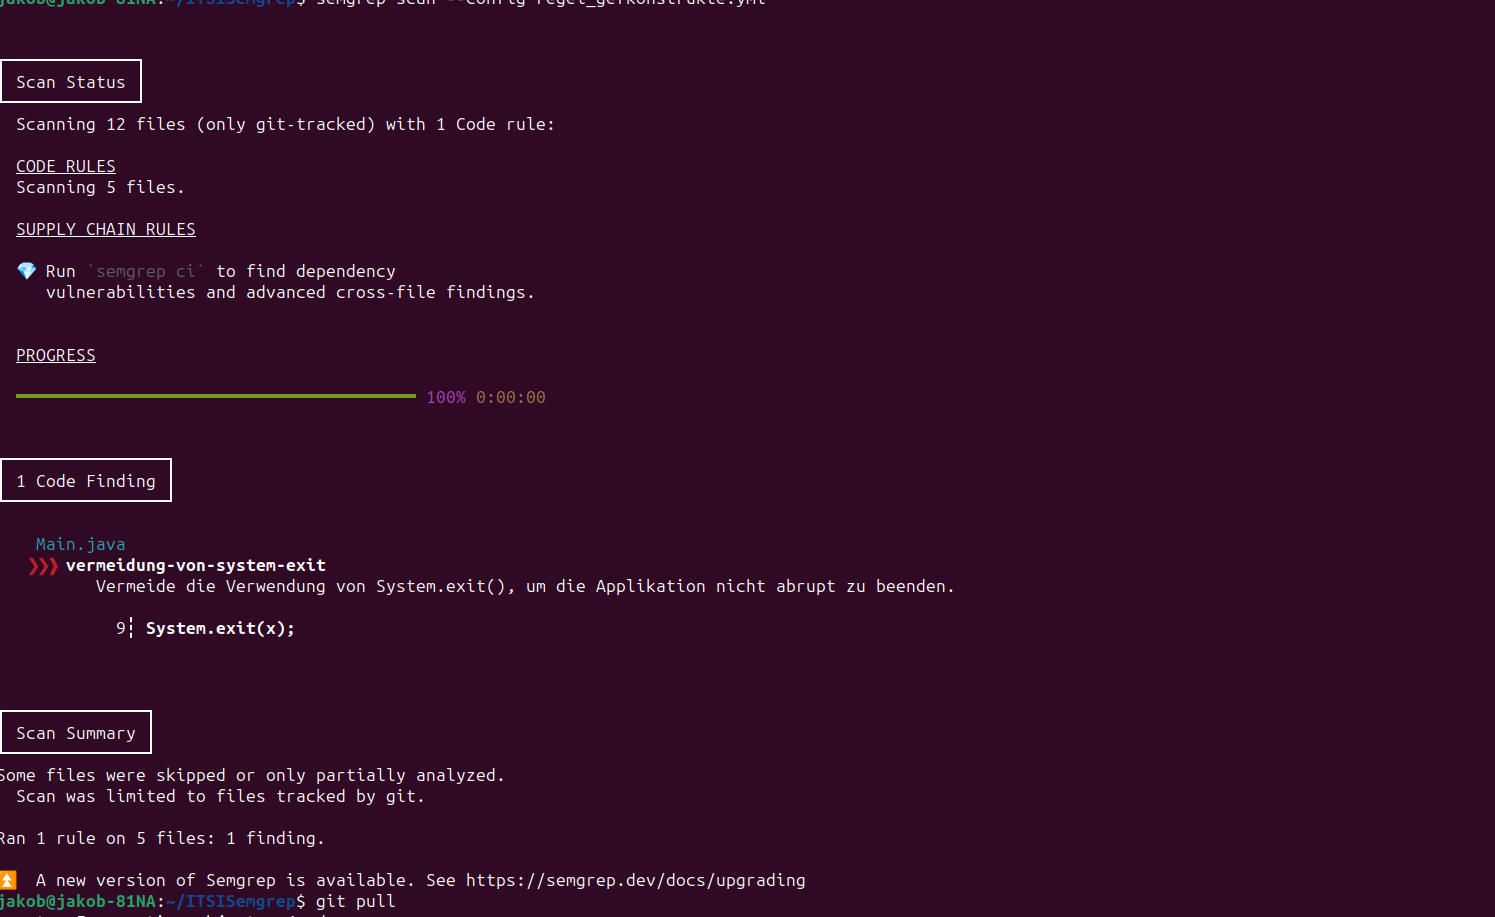 jakob@jakob-81NA:~/ITSISemgrep$ semgrep scan --config regel_gefkonstrukte.yml
Scan Status
Scanning 12 files (only git-tracked) with 1 Code rule:
CODE RULES
Scanning 5 files.
SUPPLY CHAIN RULES
💎 Run `semgrep ci` to find dependency
vulnerabilities and advanced cross-file findings.
PROGRESS
100% 0:00:00
1 Code Finding
Main.java
❯❯❯ vermeidung-von-system-exit
Vermeide die Verwendung von System.exit(), um die Applikation nicht abrupt zu beenden.
9┆ System.exit(x);
Scan Summary
Some files were skipped or only partially analyzed.
Scan was limited to files tracked by git.
Ran 1 rule on 5 files: 1 finding.
⏫ A new version of Semgrep is available. See https://semgrep.dev/docs/upgrading
jakob@jakob-81NA:~/ITSISemgrep$ git pull